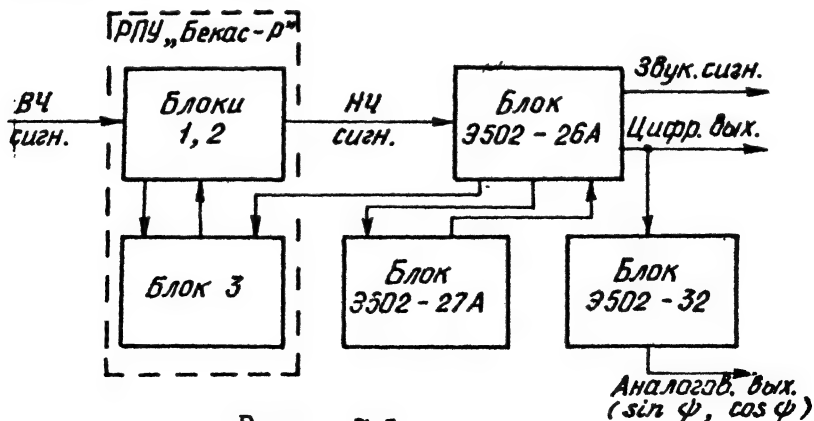 РПУ „Бекас-Р"
ВЧ
сигн.
Блоки
1, 2
НЧ
сигн.
Блок
Э502-26А
Звук. сигн.
Цифр. вых.
Блок 3
Блок
Э502-27А
Блок
Э502-32
Аналогов. вых.
(sin ψ, cos ψ)